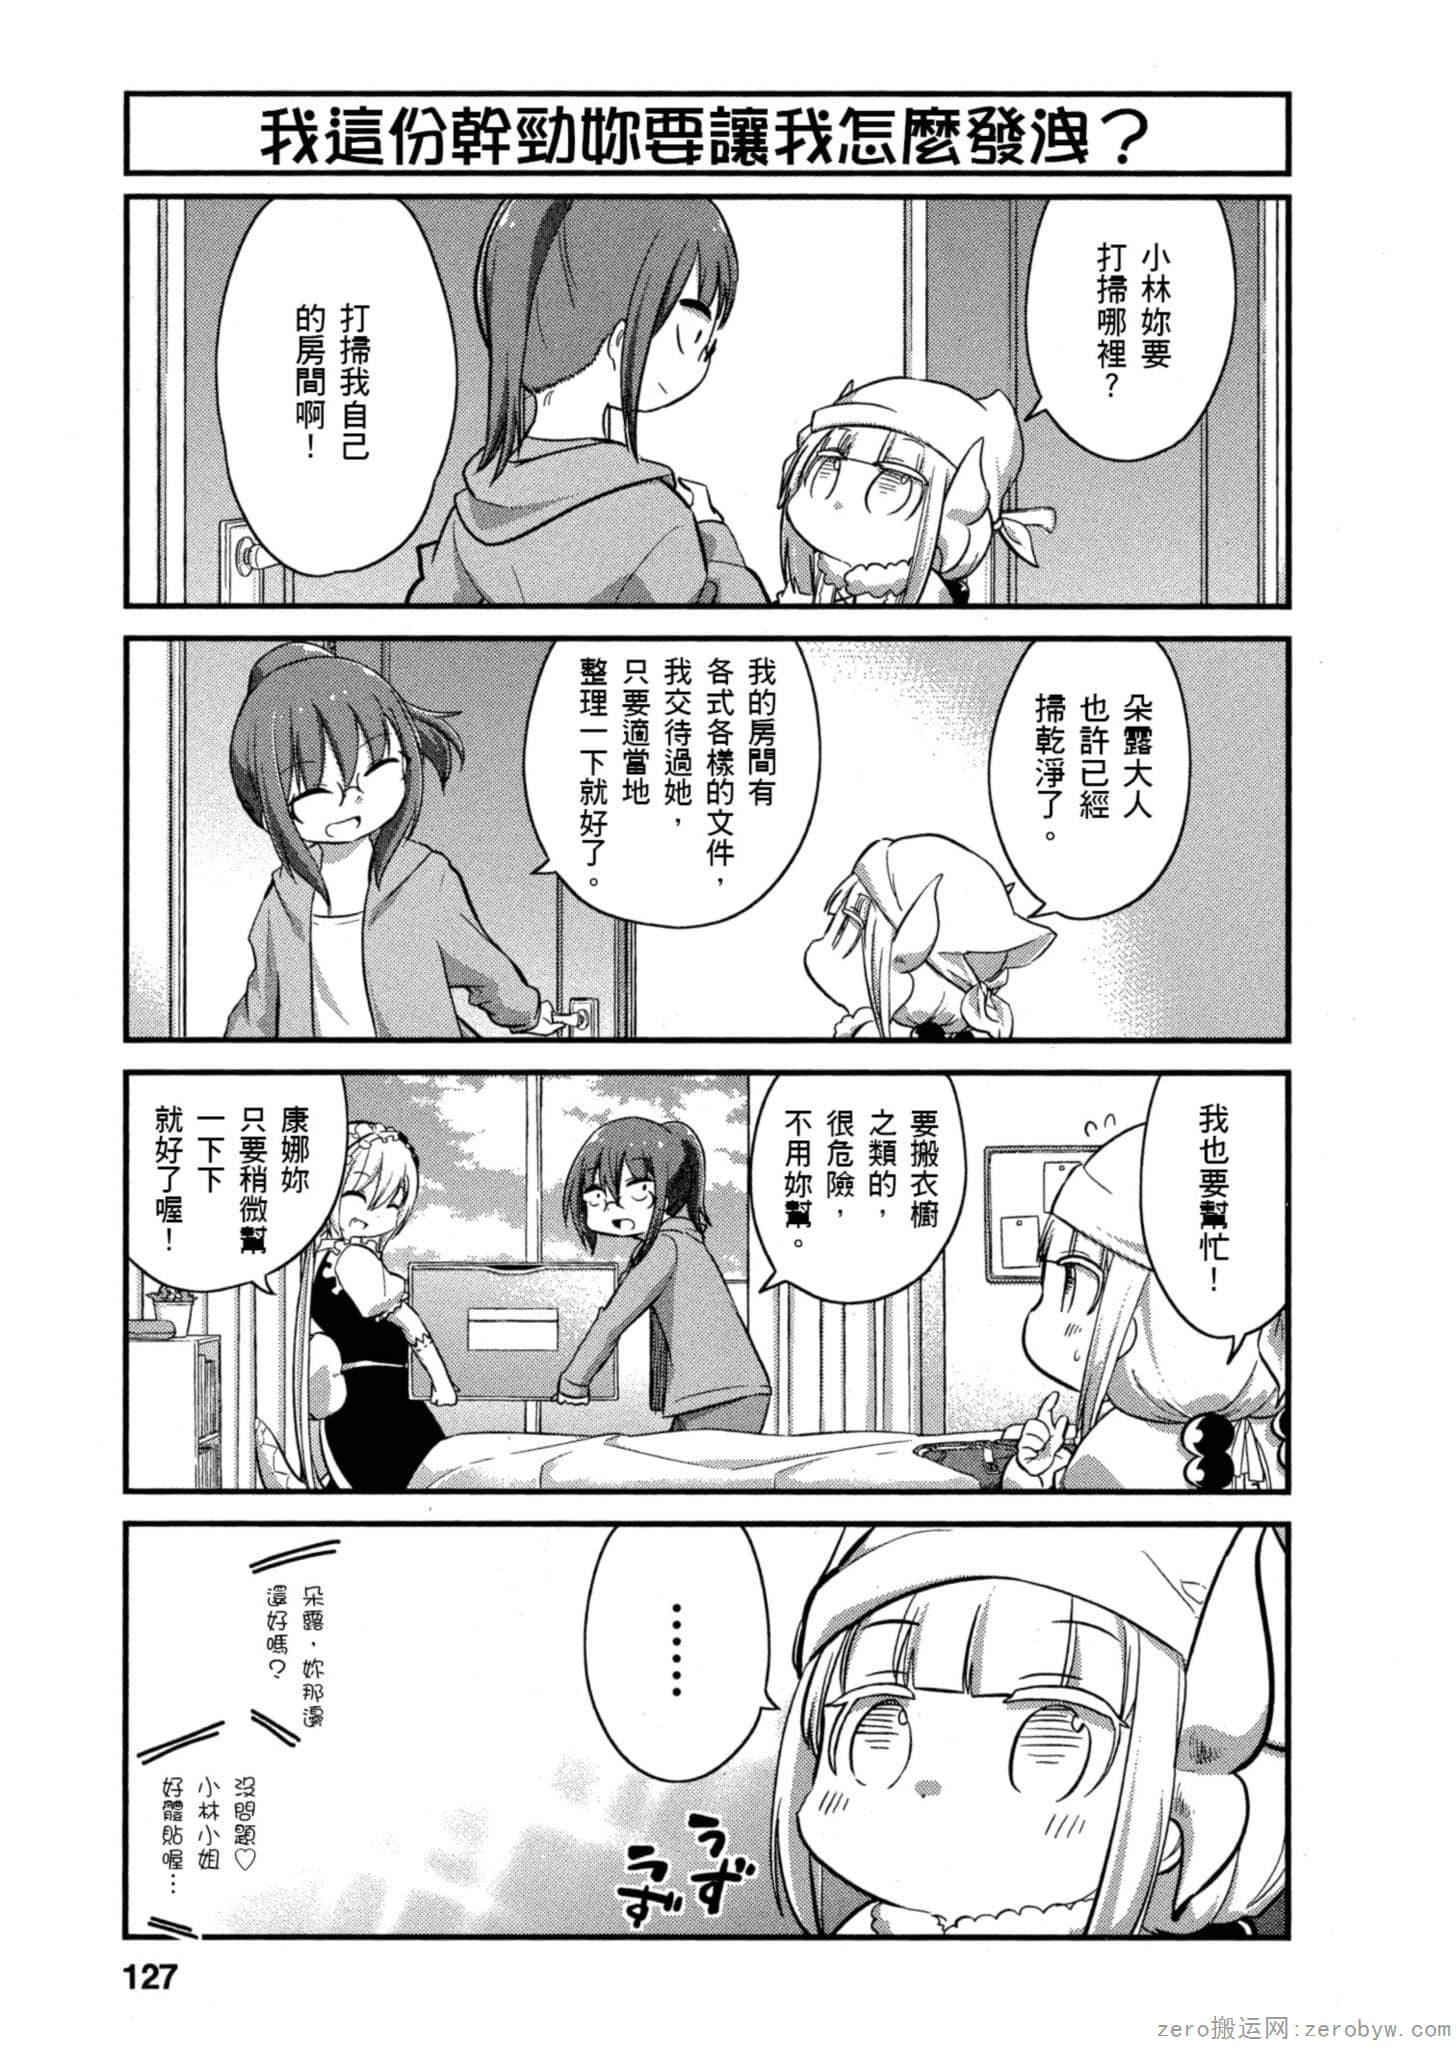 我這份幹勁妳要讓我怎麼發洩？
小林妳要
打掃哪裡？
打掃我自己
的房間啊！
朵露大人
也許已經
掃乾淨了。
我的房間有
各式各樣的文件，
我交待過她，
只要適當地
整理一下就好了。
我也要幫忙！
要搬衣櫥
之類的，
很危險，
不用妳幫。
康娜妳
只要稍微幫
一下下
就好了喔！
⋯⋯
うず
うず
朵露，妳那邊
還好嗎？
沒問題♡
小林小姐
好體貼喔⋯
127
zero搬运网:zerobyw.com